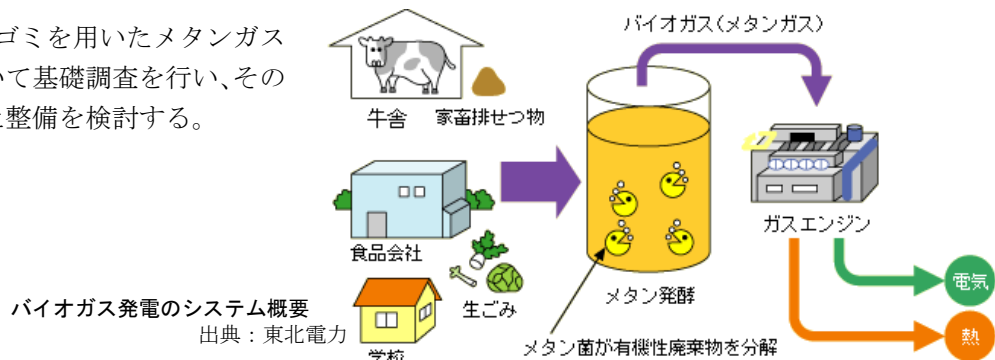 ゴミを用いたメタンガス
いて基礎調査を行い、その
整備を検討する。
バイオガス(メタンガス)
牛舎
家畜排せつ物
食品会社
生ごみ
学校
メタン発酵
ガスエンジン
電気
熱
メタン菌が有機性廃棄物を分解
バイオガス発電のシステム概要
出典：東北電力